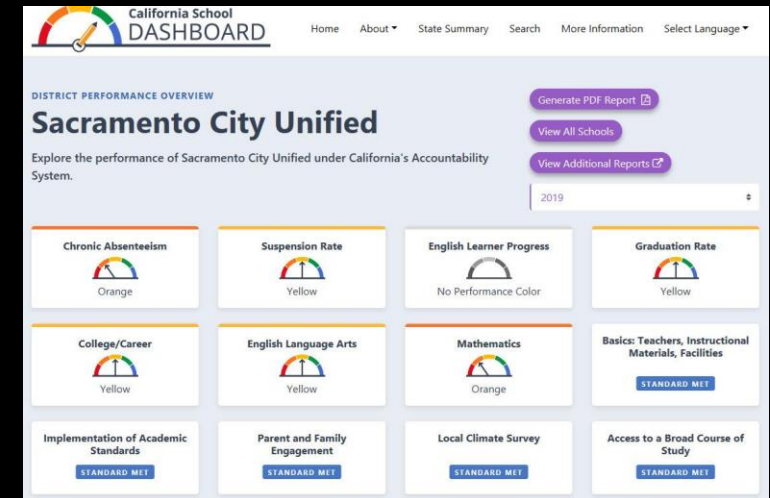 California School
DASHBOARD
Home About State Summary Search More Information Select Language
DISTRICT PERFORMANCE OVERVIEW
Sacramento City Unified
Explore the performance of Sacramento City Unified under California's Accountability
System.
Generate PDF Report
View All Schools
View Additional Reports
2019
Chronic Absenteeism
Orange
Suspension Rate
Yellow
English Learner Progress
No Performance Color
Graduation Rate
Yellow
College/Career
Yellow
English Language Arts
Yellow
Mathematics
Orange
Basics: Teachers, Instructional
Materials, Facilities
STANDARD MET
Implementation of Academic
Standards
STANDARD MET
Parent and Family
Engagement
STANDARD MET
Local Climate Survey
STANDARD MET
Access to a Broad Course of
Study
STANDARD MET